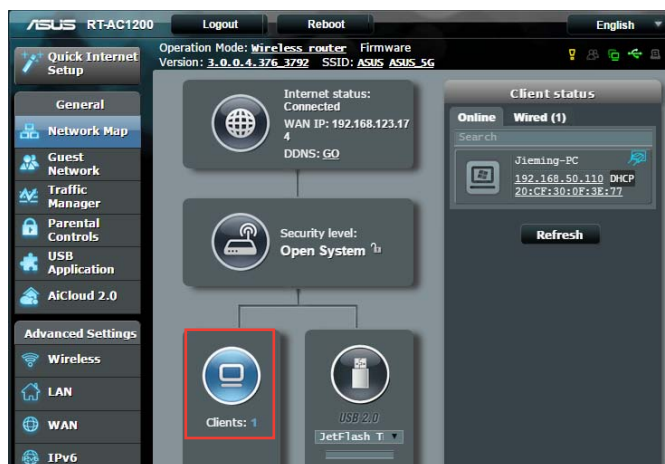 ASUS RT-AC1200 Logout Reboot English
Quick Internet
Setup
Operation Mode: Wireless router Firmware
Version: 3.0.0.4.376_3792 SSID: ASUS ASUS_5G
General
Network Map
Guest
Network
Traffic
Manager
Parental
Controls
USB
Application
AiCloud 2.0
Advanced Settings
Wireless
LAN
WAN
IPv6
Internet status:
Connected
WAN IP: 192.168.123.17
4
DDNS: GO
Security level:
Open System
Clients: 1
USB 2.0
JetFlash T
Client status
Online Wired (1)
Search
Jieming-PC
192.168.50.110 DHCP
20:CF:30:0F:3E:77
Refresh